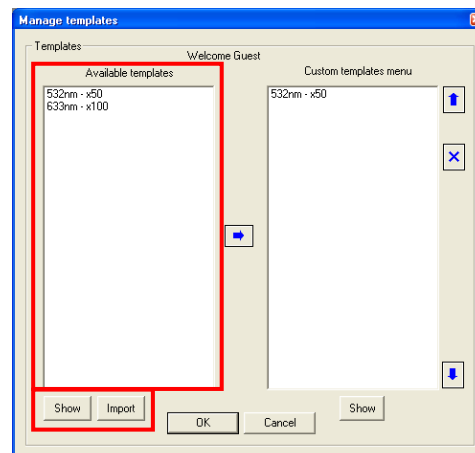 Manage templates
Templates
Welcome Guest
Available templates
Custom templates menu
532nm - x50
633nm - x100
532nm - x50
Show
Import
Show
OK
Cancel